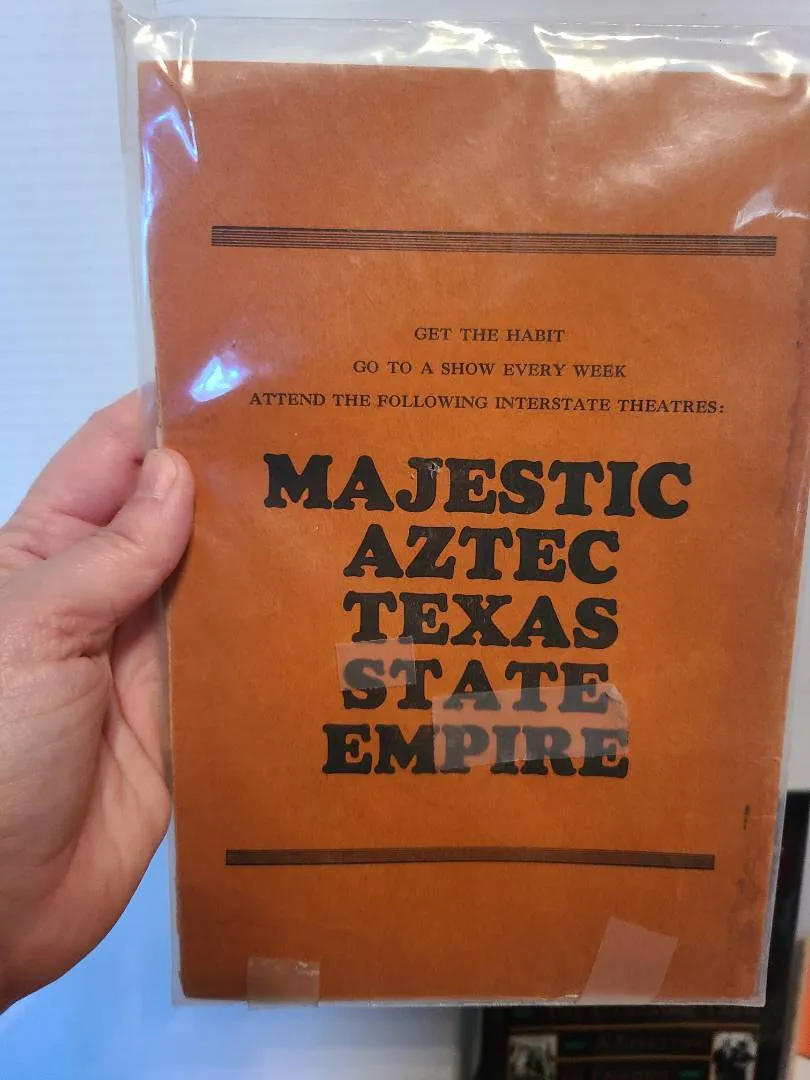 GET THE HABIT
GO TO A SHOW EVERY WEEK
ATTEND THE FOLLOWING INTERSTATE THEATRES:
MAJESTIC
AZTEC
TEXAS
STATE
EMPIRE